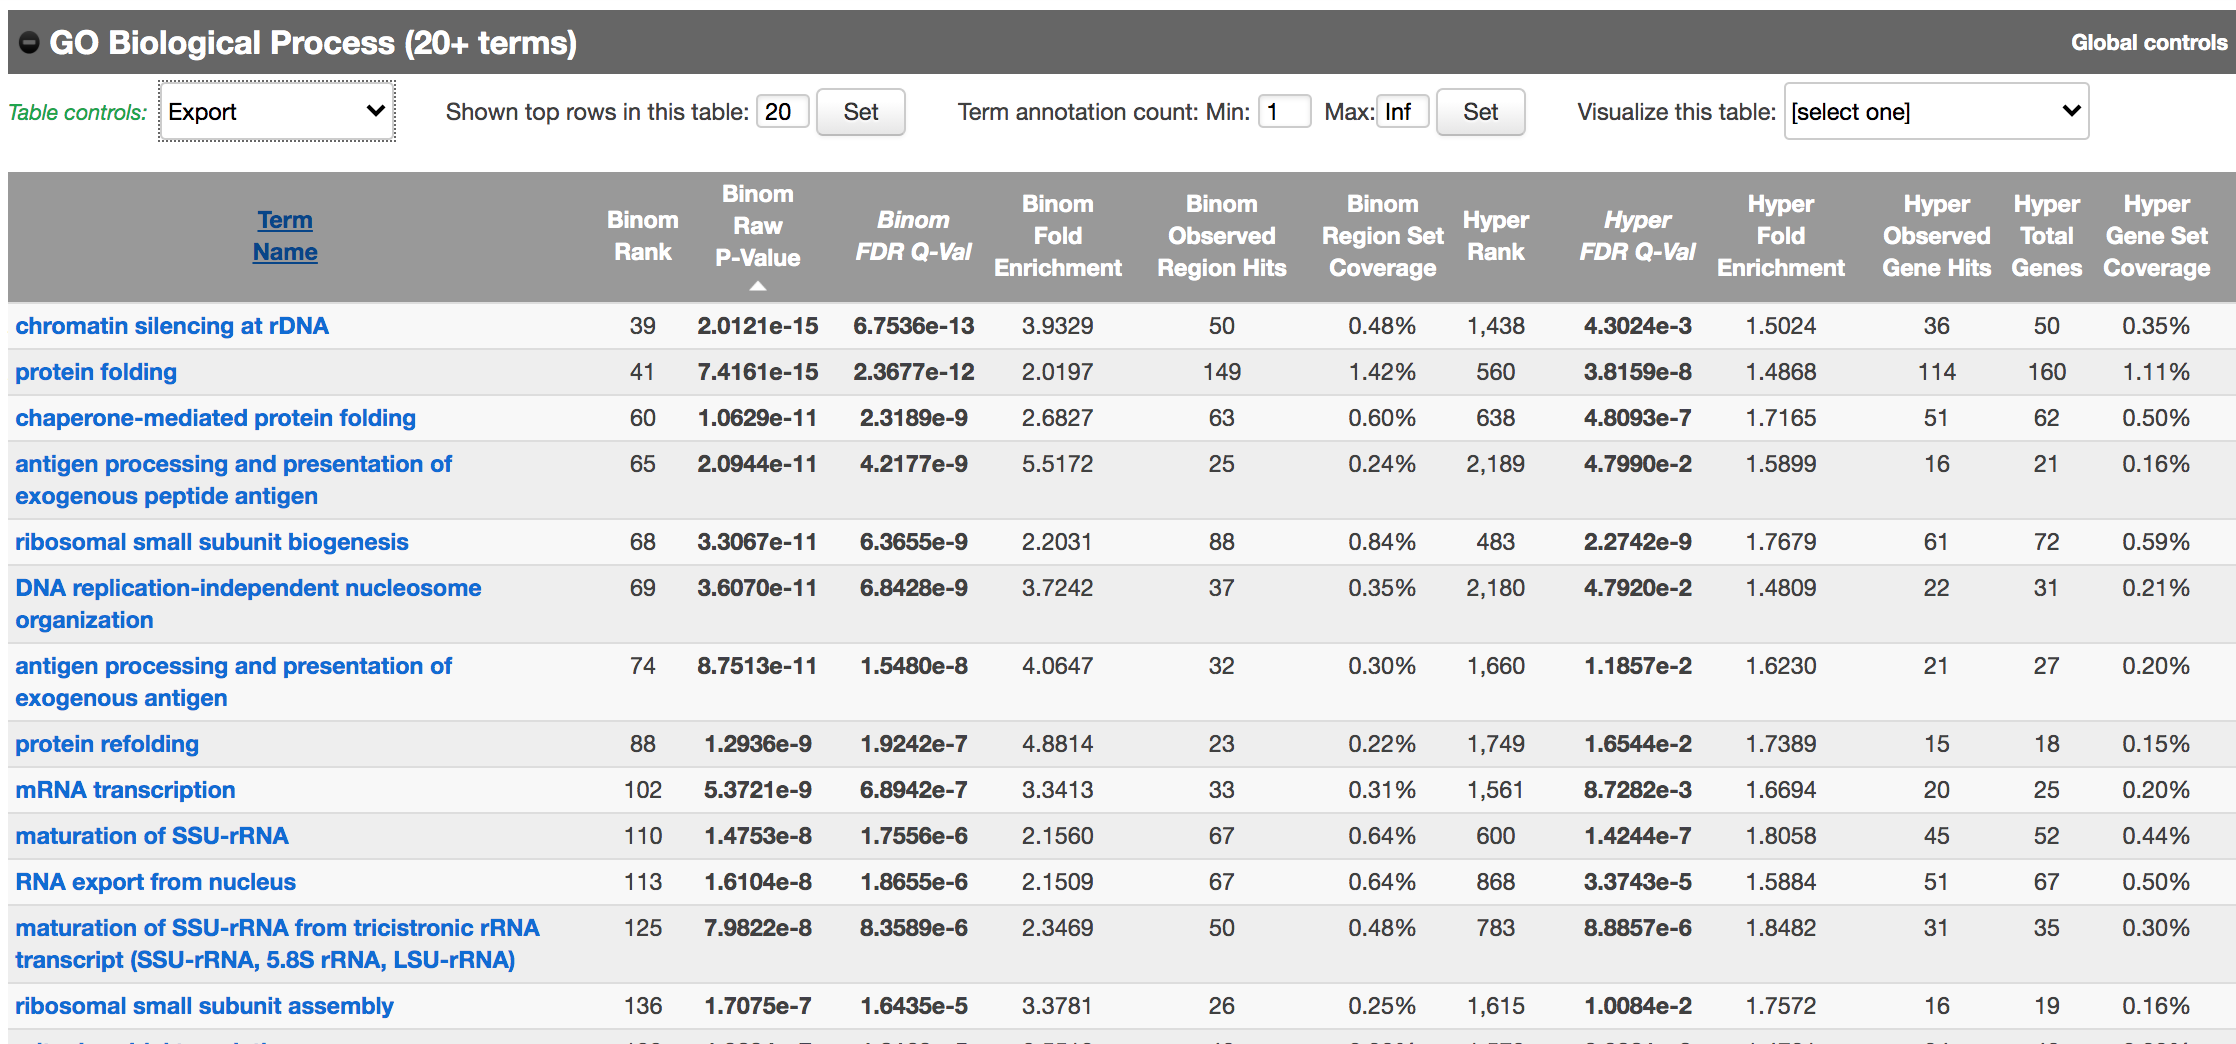 GO Biological Process (20+ terms) Global controls
Table controls: Export Shown top rows in this table: 20 Set Term annotation count: Min: 1 Max: Inf Set Visualize this table: [select one]
Term Name Binom Rank Binom Raw P-Value Binom FDR Q-Val Binom Fold Enrichment Binom Observed Region Hits Binom Region Set Coverage Hyper Rank Hyper FDR Q-Val Hyper Fold Enrichment Hyper Observed Gene Hits Hyper Total Genes Hyper Gene Set Coverage
chromatin silencing at rDNA 39 2.0121e-15 6.7536e-13 3.9329 50 0.48% 1,438 4.3024e-3 1.5024 36 50 0.35%
protein folding 41 7.4161e-15 2.3677e-12 2.0197 149 1.42% 560 3.8159e-8 1.4868 114 160 1.11%
chaperone-mediated protein folding 60 1.0629e-11 2.3189e-9 2.6827 63 0.60% 638 4.8093e-7 1.7165 51 62 0.50%
antigen processing and presentation of 65 2.0944e-11 4.2177e-9 5.5172 25 0.24% 2,189 4.7990e-2 1.5899 16 21 0.16%
exogenous peptide antigen
ribosomal small subunit biogenesis 68 3.3067e-11 6.3655e-9 2.2031 88 0.84% 483 2.2742e-9 1.7679 61 72 0.59%
DNA replication-independent nucleosome 69 3.6070e-11 6.8428e-9 3.7242 37 0.35% 2,180 4.7920e-2 1.4809 22 31 0.21%
organization
antigen processing and presentation of 74 8.7513e-11 1.5480e-8 4.0647 32 0.30% 1,660 1.1857e-2 1.6230 21 27 0.20%
exogenous antigen
protein refolding 88 1.2936e-9 1.9242e-7 4.8814 23 0.22% 1,749 1.6544e-2 1.7389 15 18 0.15%
mRNA transcription 102 5.3721e-9 6.8942e-7 3.3413 33 0.31% 1,561 8.7282e-3 1.6694 20 25 0.20%
maturation of SSU-rRNA 110 1.4753e-8 1.7556e-6 2.1560 67 0.64% 600 1.4244e-7 1.8058 45 52 0.44%
RNA export from nucleus 113 1.6104e-8 1.8655e-6 2.1509 67 0.64% 868 3.3743e-5 1.5884 51 67 0.50%
maturation of SSU-rRNA from tricistronic rRNA 125 7.9822e-8 8.3589e-6 2.3469 50 0.48% 783 8.8857e-6 1.8482 31 35 0.30%
transcript (SSU-rRNA, 5.8S rRNA, LSU-rRNA)
ribosomal small subunit assembly 136 1.7075e-7 1.6435e-5 3.3781 26 0.25% 1,615 1.0084e-2 1.7572 16 19 0.16%